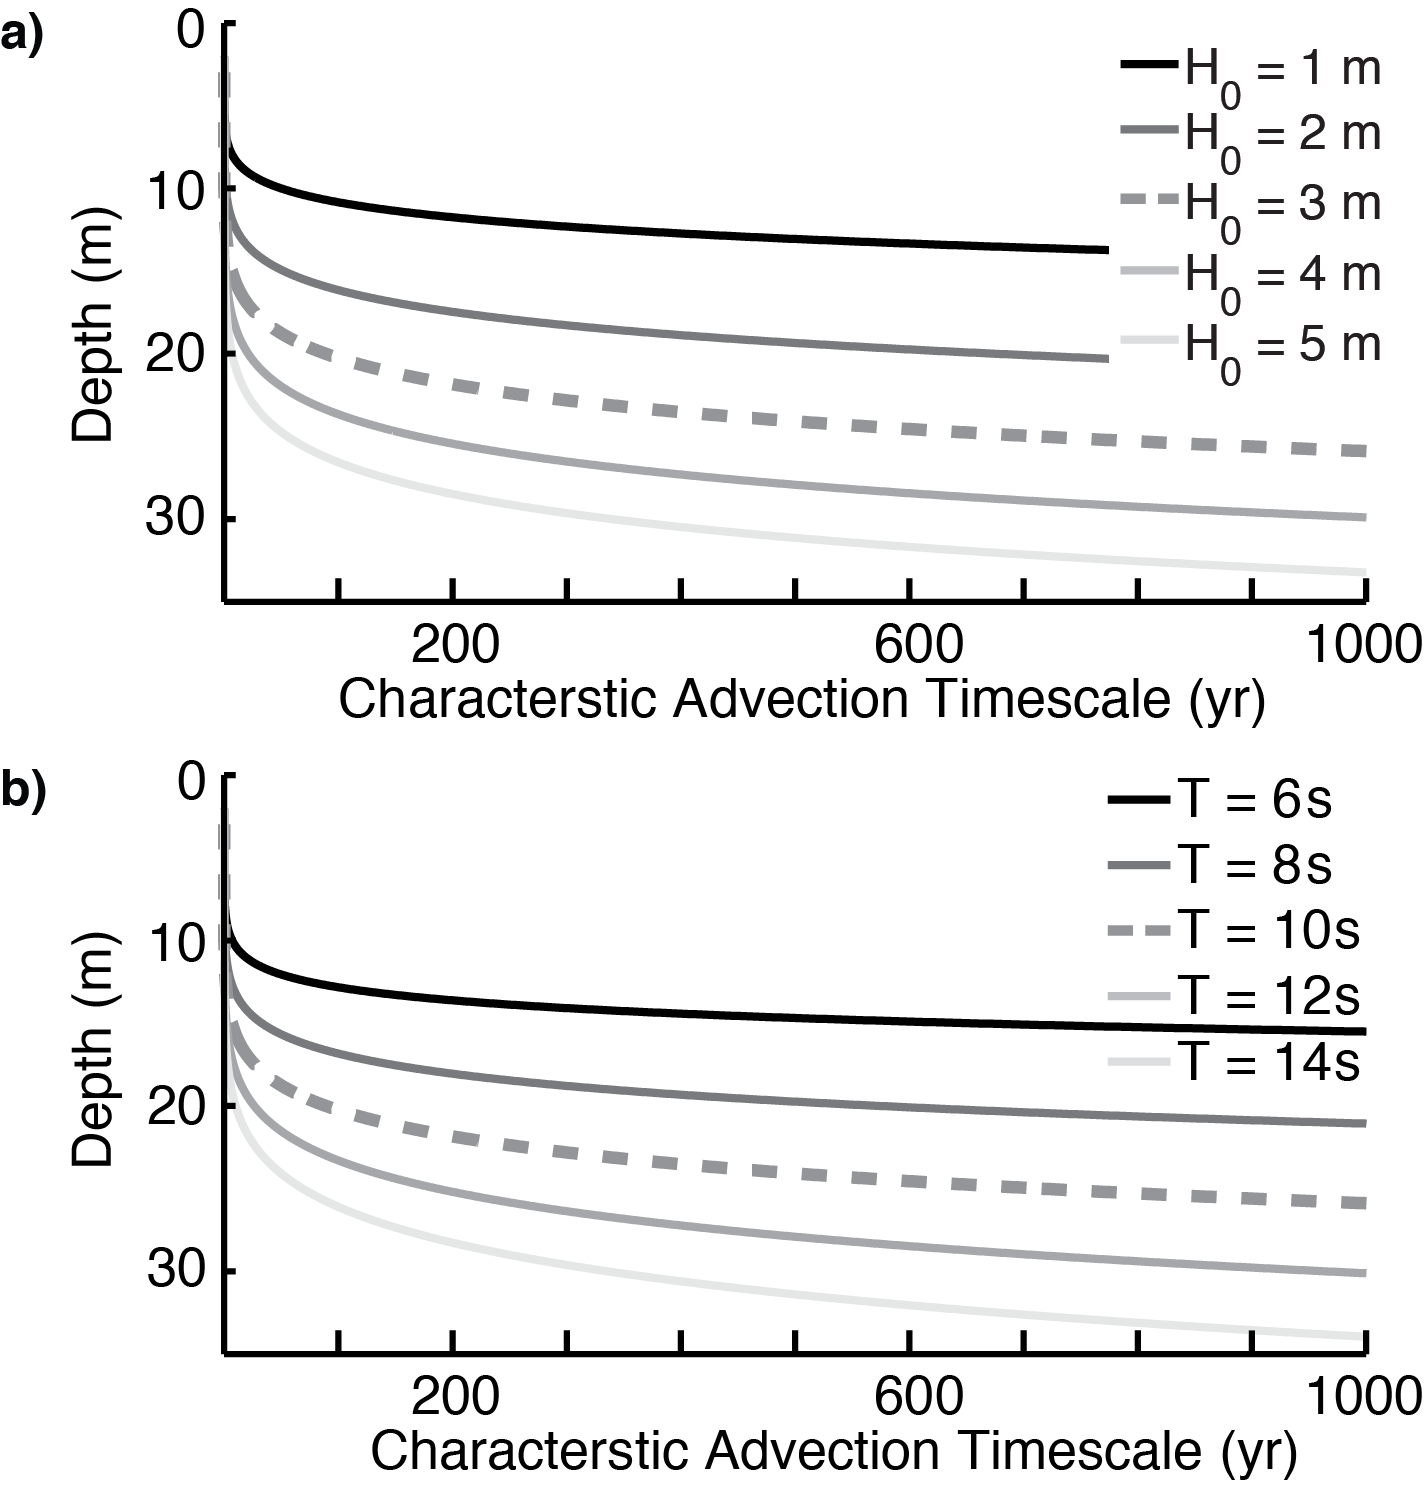 a)
0
10
20
30
Depth (m)
H0 = 1 m
H0 = 2 m
H0 = 3 m
H0 = 4 m
H0 = 5 m
200 600 1000
Characterstic Advection Timescale (yr)
b)
0
10
20
30
Depth (m)
T = 6s
T = 8s
T = 10s
T = 12s
T = 14s
200 600 1000
Characterstic Advection Timescale (yr)